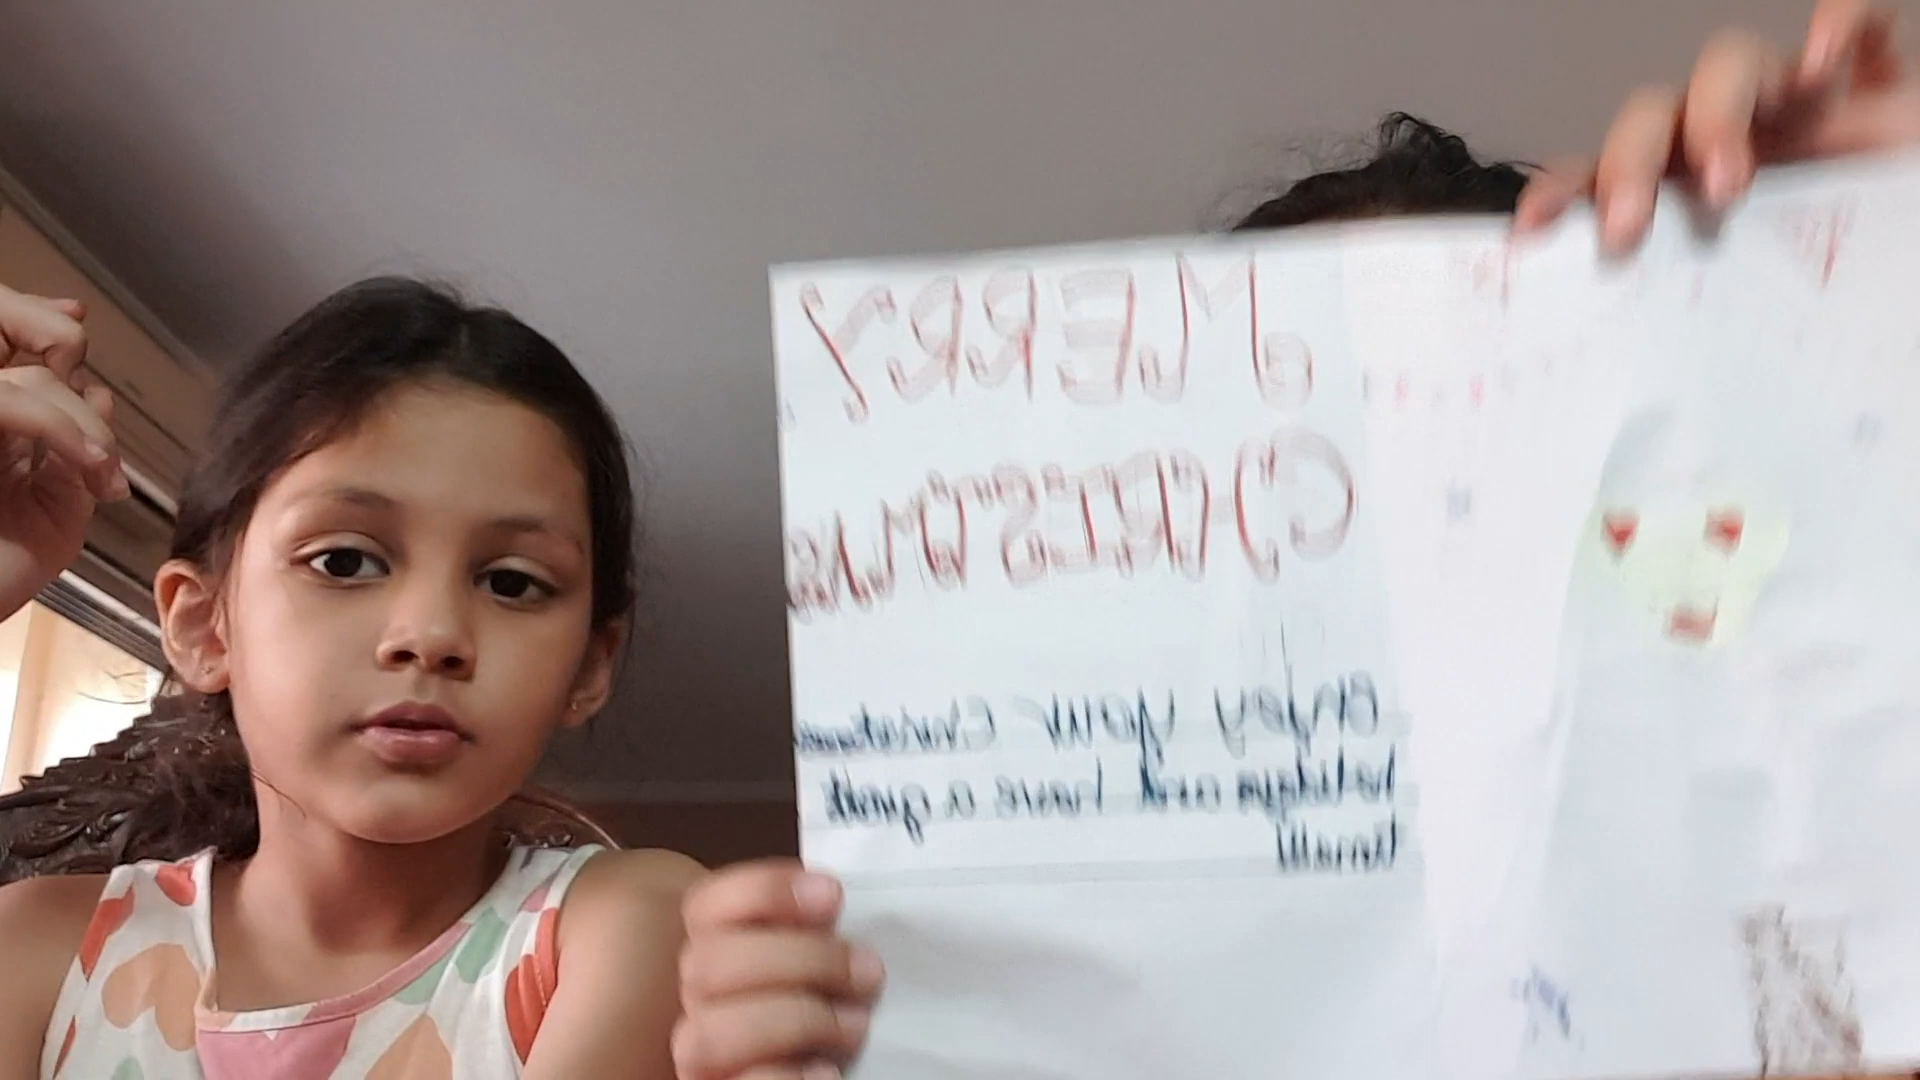 MERRY
CHRISTMAS
enjoy your christmas
holidays and have a great
time!!!